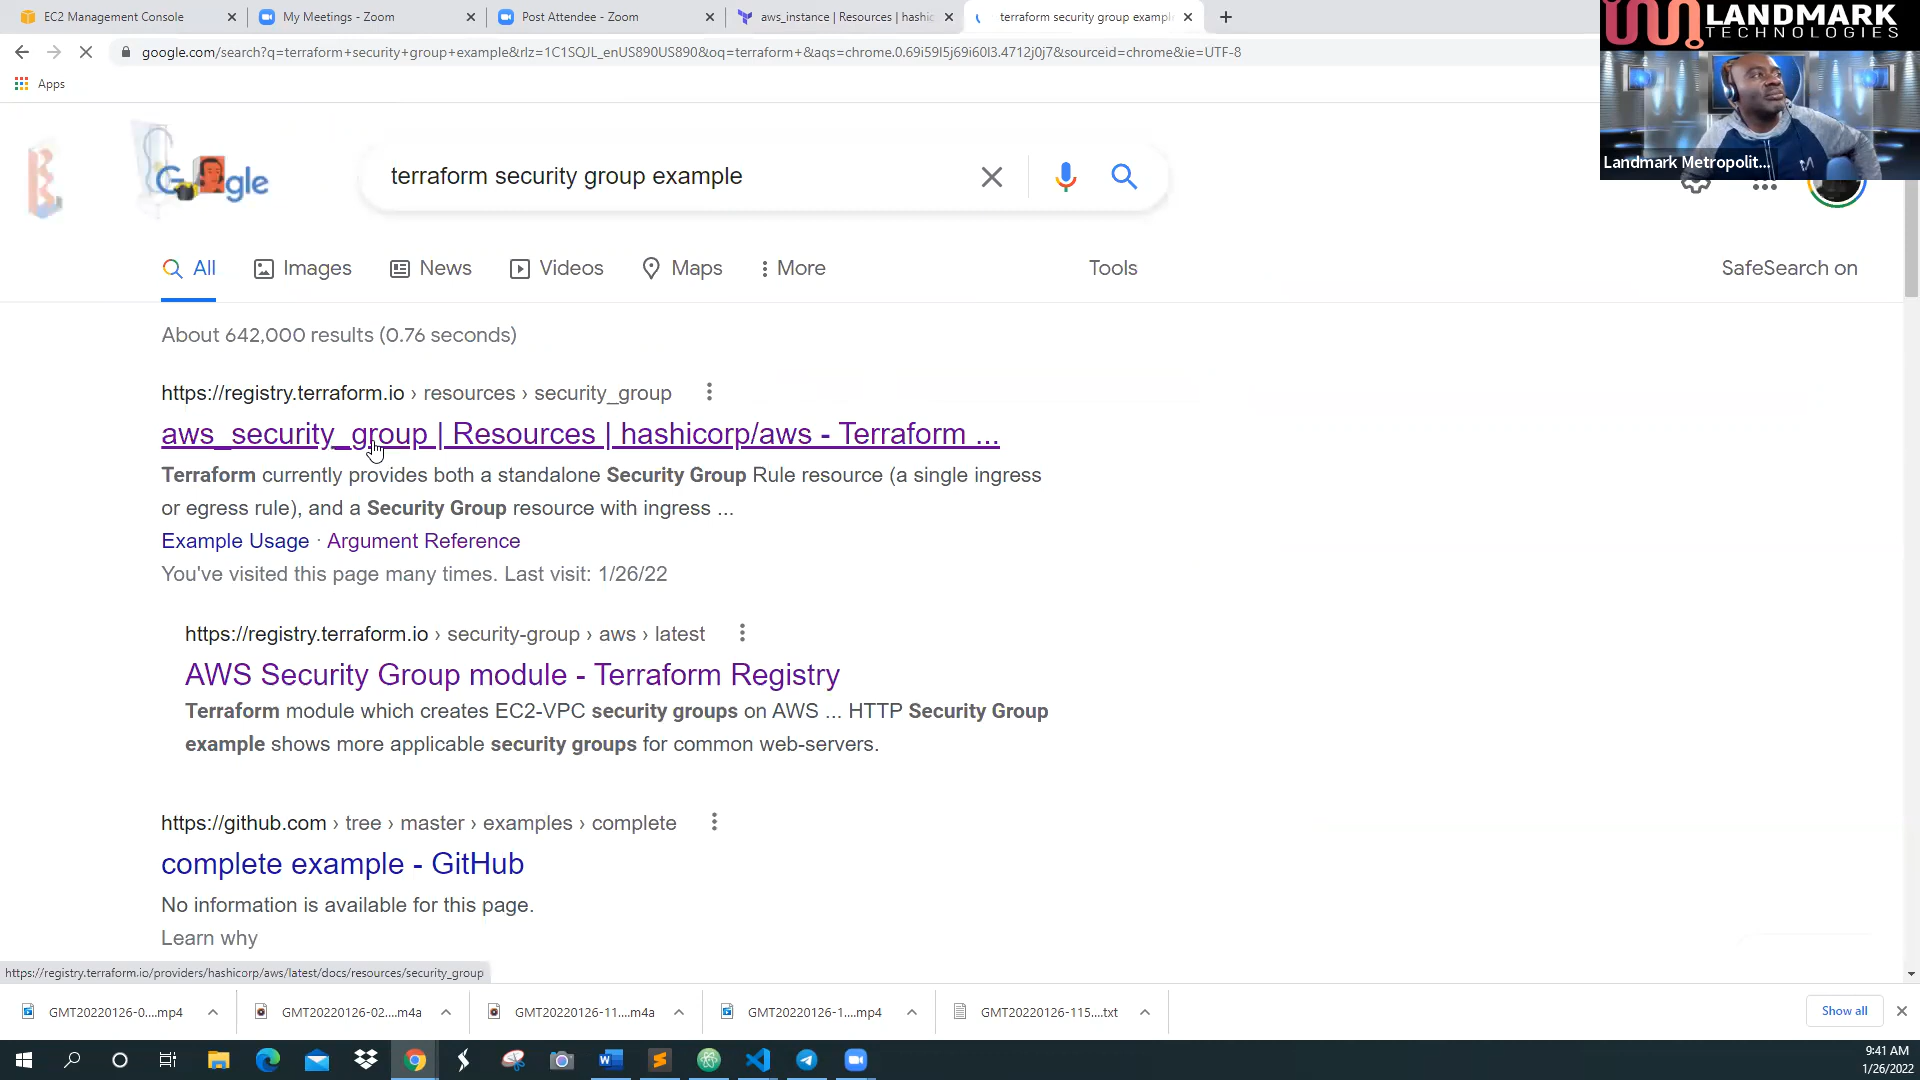 EC2 Management Console
My Meetings - Zoom
Post Attendee - Zoom
aws_instance | Resources | hashic
terraform security group exampl
google.com/search?q=terraform+security+group+example&rlz=1C1SQJL_enUS890US890&oq=terraform+&aqs=chrome.0.69i59l5j69i60l3.4712j0j7&sourceid=chrome&ie=UTF-8
Apps
LANDMARK
TECHNOLOGIES
Landmark Metropolit...
Google
terraform security group example
All
Images
News
Videos
Maps
More
Tools
SafeSearch on
About 642,000 results (0.76 seconds)
https://registry.terraform.io › resources › security_group
aws_security_group | Resources | hashicorp/aws - Terraform ...
Terraform currently provides both a standalone Security Group Rule resource (a single ingress
or egress rule), and a Security Group resource with ingress ...
Example Usage · Argument Reference
You've visited this page many times. Last visit: 1/26/22
https://registry.terraform.io › security-group › aws › latest
AWS Security Group module - Terraform Registry
Terraform module which creates EC2-VPC security groups on AWS ... HTTP Security Group
example shows more applicable security groups for common web-servers.
https://github.com › tree › master › examples › complete
complete example - GitHub
No information is available for this page.
Learn why
https://registry.terraform.io/providers/hashicorp/aws/latest/docs/resources/security_group
GMT20220126-0....mp4
GMT20220126-02....m4a
GMT20220126-11....m4a
GMT20220126-1....mp4
GMT20220126-115....txt
Show all
9:41 AM
1/26/2022